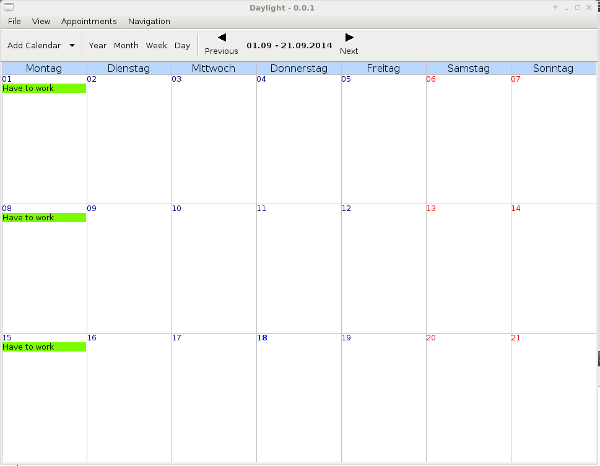 Daylight - 0.0.1
File View Appointments Navigation
Add Calendar Year Month Week Day Previous 01.09 - 21.09.2014 Next
Montag Dienstag Mittwoch Donnerstag Freitag Samstag Sonntag
01 02 03 04 05 06 07
Have to work
08 09 10 11 12 13 14
Have to work
15 16 17 18 19 20 21
Have to work